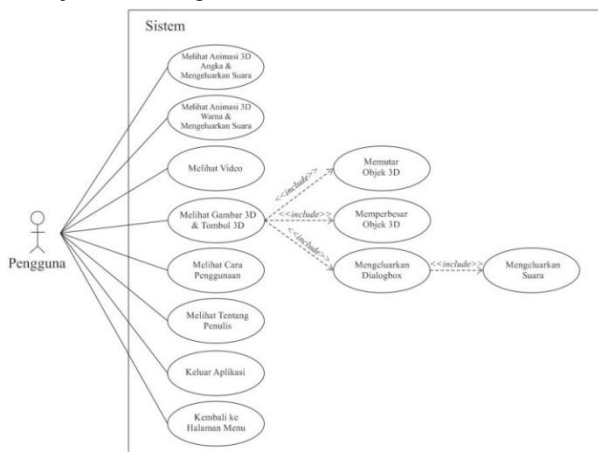 Sistem
Melihat Animasi 3D
Angka &
Mengeluarkan Suara
Melihat Animasi 3D
Warna &
Mengeluarkan Suara
Melihat Video
Melihat Gambar 3D
& Tombol 3D
Melihat Cara
Penggunaan
Melihat Tentang
Penulis
Keluar Aplikasi
Kembali ke
Halaman Menu
Pengguna
<<include>>
Memutar
Objek 3D
<<include>>
Memperbesar
Objek 3D
<<include>>
Mengeluarkan
Dialogbox
<<include>>
Mengeluarkan
Suara